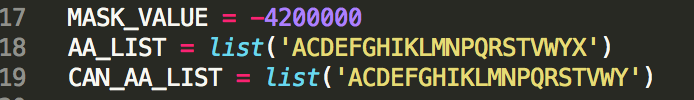 17 MASK_VALUE = -4200000
18 AA_LIST = list('ACDEFGHIKLMNPQRSTVWYX')
19 CAN_AA_LIST = list('ACDEFGHIKLMNPQRSTVWY')